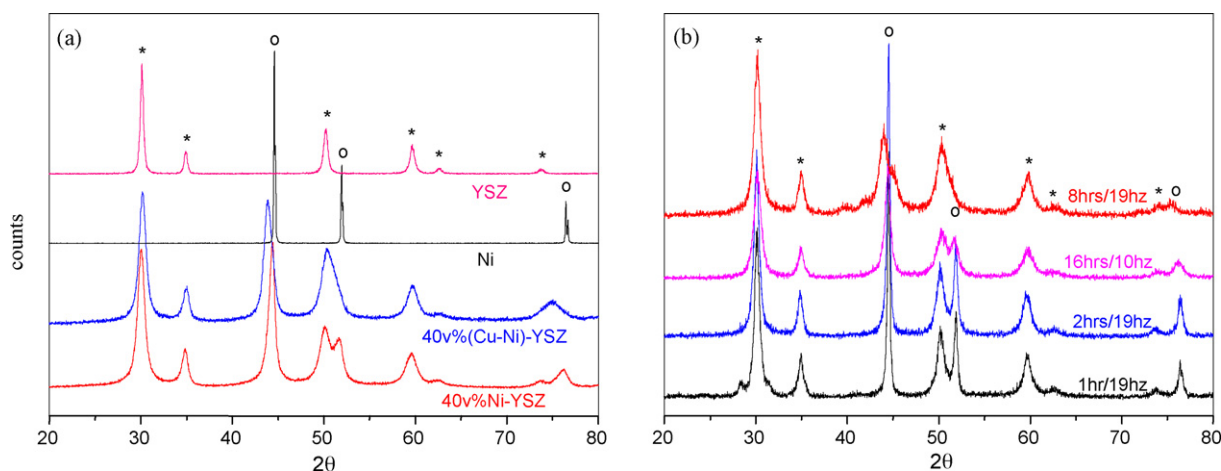 (a)
o
*
*
*
o
*
*
*
o
YSZ
Ni
40v%(Cu-Ni)-YSZ
40v%Ni-YSZ
counts
20 30 40 50 60 70 80
2θ
(b)
o
*
*
*
*
*
*
o
8hrs/19hz
o
16hrs/10hz
2hrs/19hz
1hr/19hz
20 30 40 50 60 70 80
2θ